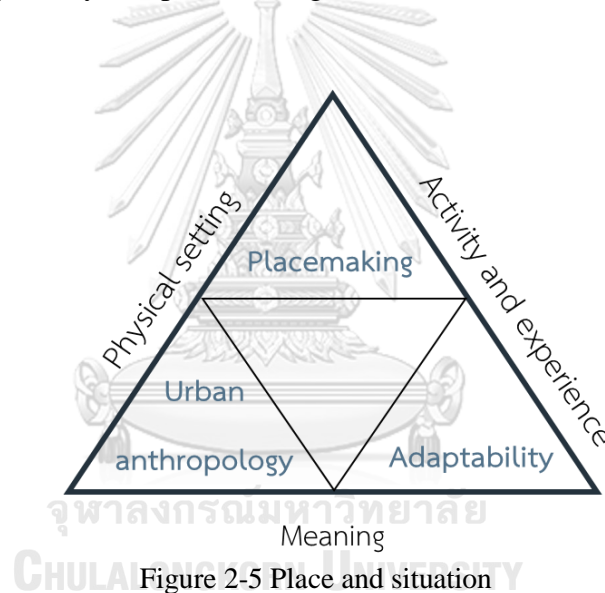 Physical setting
Activity and experience
Placemaking
Urban
anthropology
Adaptability
จุฬาลงกรณ์มหาวิทยาลัย
Meaning
CHULALONGKORN UNIVERSITY
Figure 2-5 Place and situation